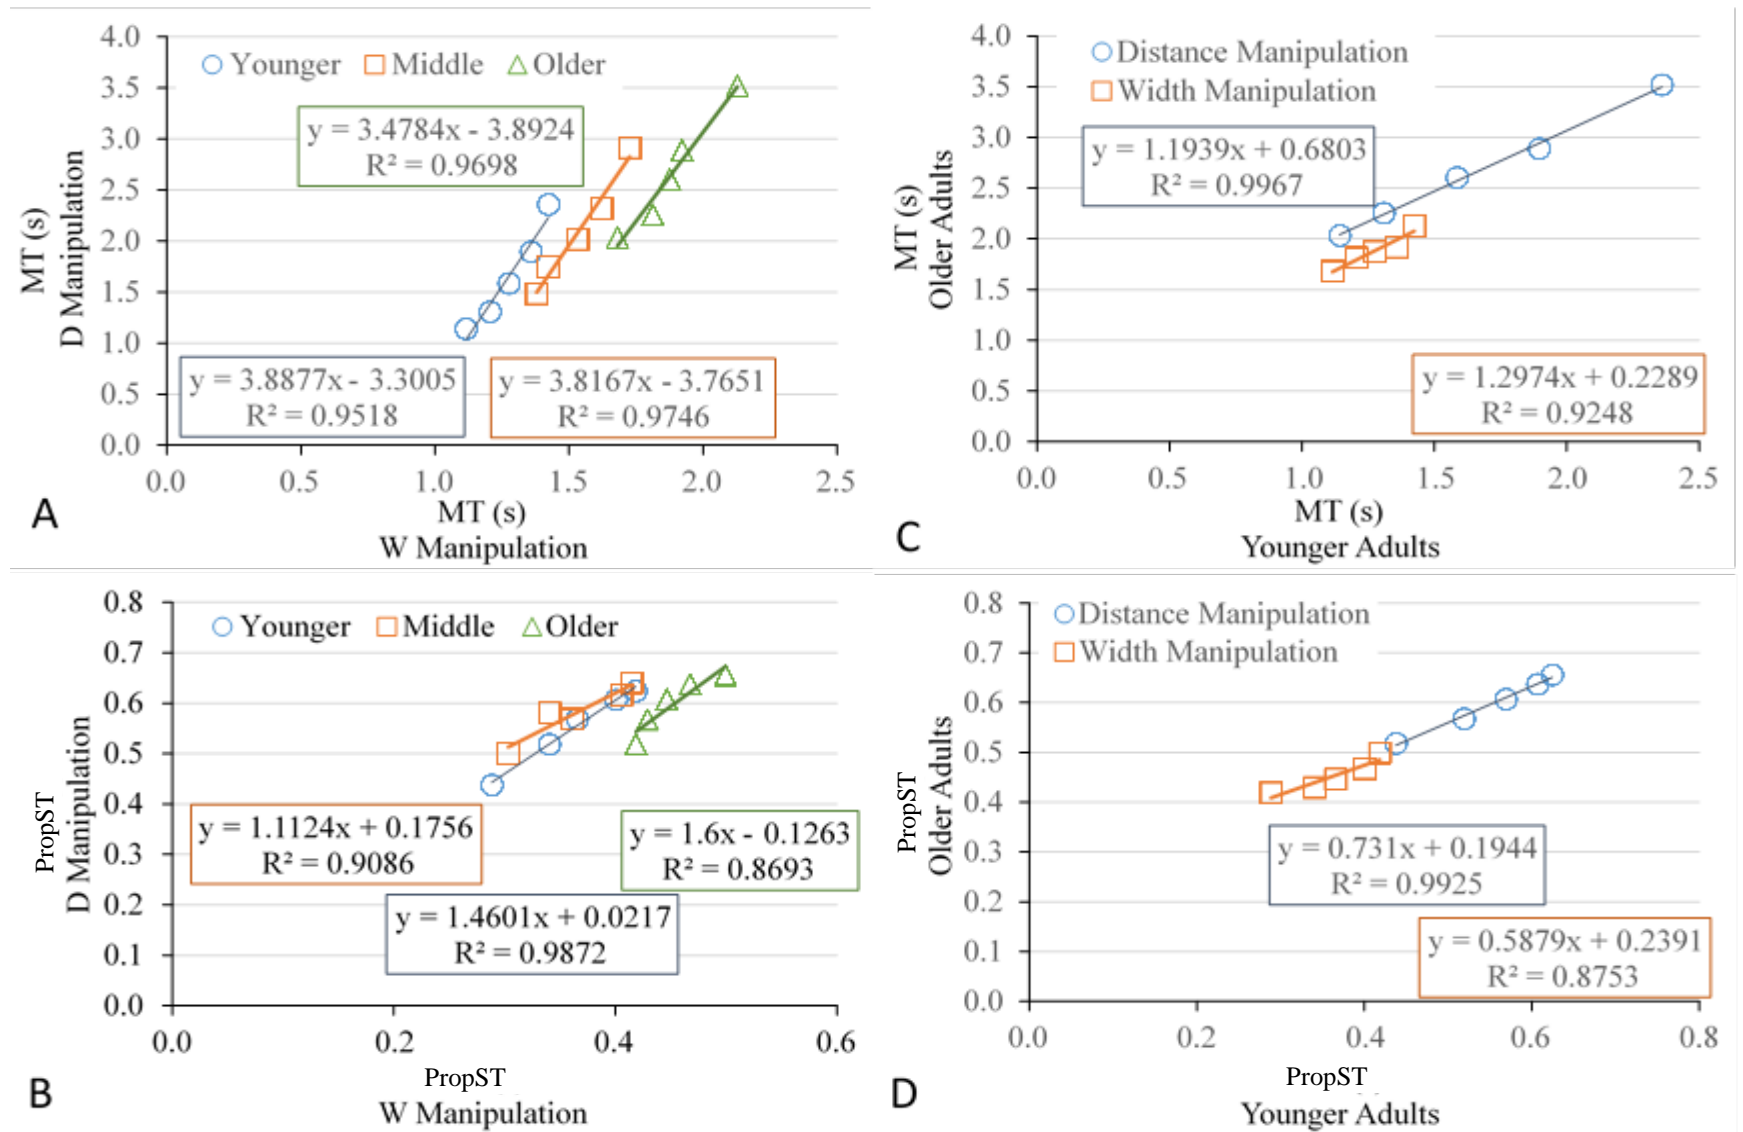 4.0
3.5
3.0
2.5
2.0
1.5
1.0
0.5
0.0
MT (s)
D Manipulation
Younger Middle Older
y = 3.4784x - 3.8924
R² = 0.9698
y = 3.8877x - 3.3005
R² = 0.9518
y = 3.8167x - 3.7651
R² = 0.9746
0.0 0.5 1.0 1.5 2.0 2.5
MT (s)
W Manipulation
A
4.0
3.5
3.0
2.5
2.0
1.5
1.0
0.5
0.0
MT (s)
Older Adults
Distance Manipulation
Width Manipulation
y = 1.1939x + 0.6803
R² = 0.9967
y = 1.2974x + 0.2289
R² = 0.9248
0.0 0.5 1.0 1.5 2.0 2.5
MT (s)
Younger Adults
C
0.8
0.7
0.6
0.5
0.4
0.3
0.2
0.1
0.0
PropST
D Manipulation
Younger Middle Older
y = 1.1124x + 0.1756
R² = 0.9086
y = 1.6x - 0.1263
R² = 0.8693
y = 1.4601x + 0.0217
R² = 0.9872
0.0 0.2 0.4 0.6
PropST
W Manipulation
B
0.8
0.7
0.6
0.5
0.4
0.3
0.2
0.1
0.0
PropST
Older Adults
Distance Manipulation
Width Manipulation
y = 0.731x + 0.1944
R² = 0.9925
y = 0.5879x + 0.2391
R² = 0.8753
0.0 0.2 0.4 0.6 0.8
PropST
Younger Adults
D